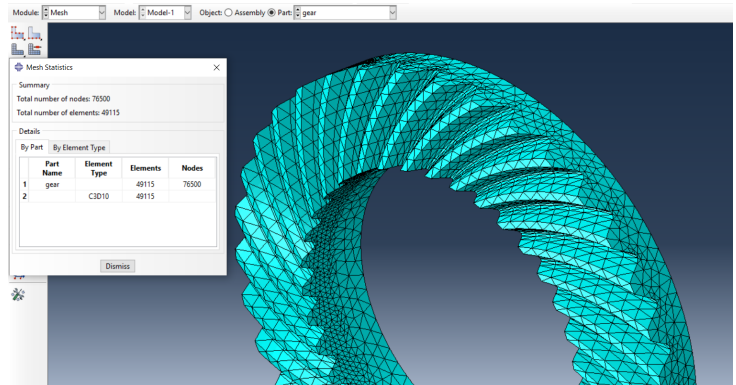 Module: Mesh Model: Model-1 Object: Assembly Part: gear
Mesh Statistics
Summary
Total number of nodes: 76500
Total number of elements: 49115
Details
By Part By Element Type
Part Name Element Type Elements Nodes
1 gear 49115 76500
2 C3D10 49115
Dismiss